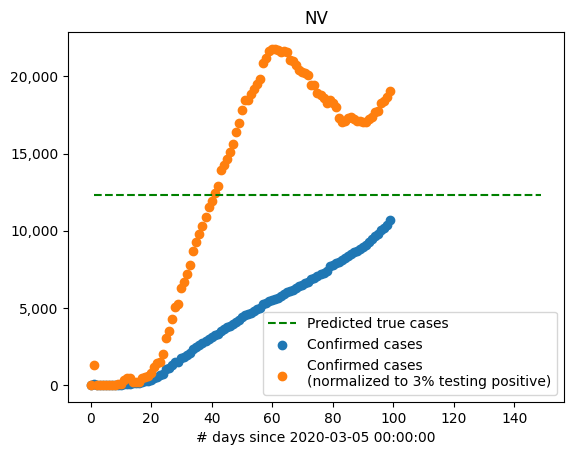 NV
20,000
15,000
10,000
5,000
0
Predicted true cases
Confirmed cases
Confirmed cases
(normalized to 3% testing positive)
0 20 40 60 80 100 120 140
# days since 2020-03-05 00:00:00